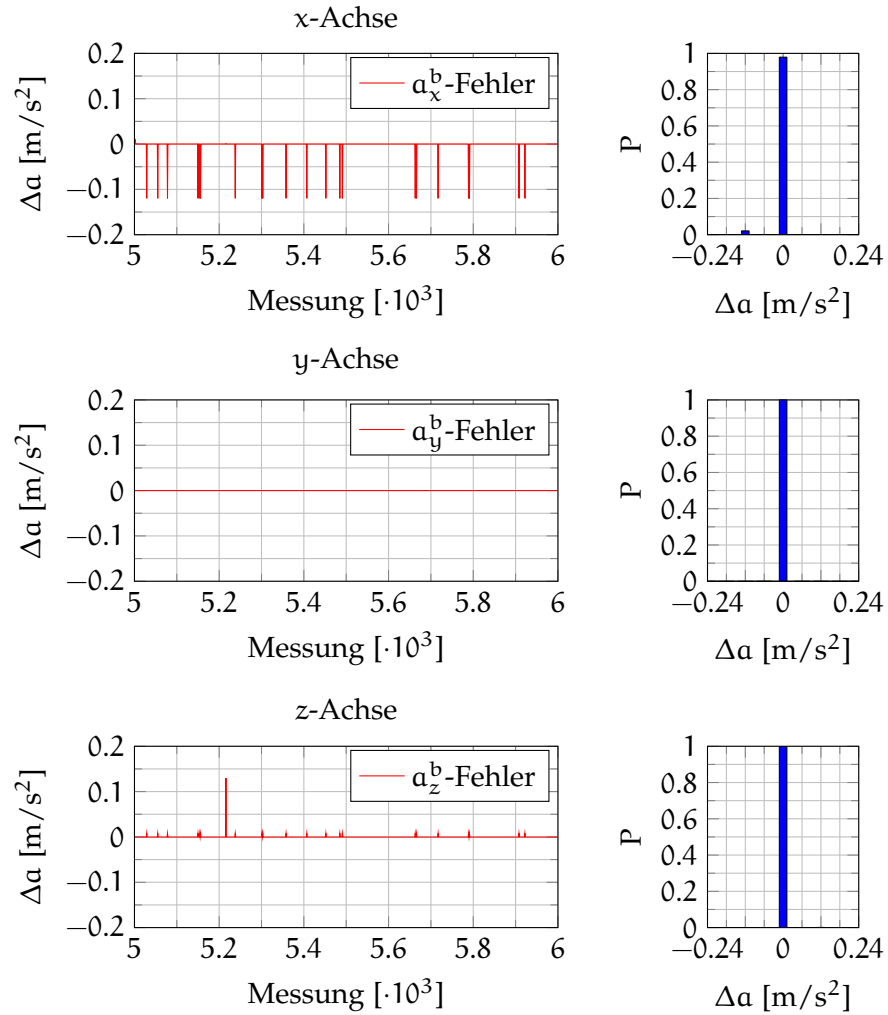 x-Achse
0.2
0.1
0
−0.1
−0.2
Δa [m/s²]
a_x^b-Fehler
5 5.2 5.4 5.6 5.8 6
Messung [·10³]
1
0.8
0.6
0.4
0.2
0
P
−0.24 0 0.24
Δa [m/s²]
y-Achse
0.2
0.1
0
−0.1
−0.2
Δa [m/s²]
a_y^b-Fehler
5 5.2 5.4 5.6 5.8 6
Messung [·10³]
1
0.8
0.6
0.4
0.2
0
P
−0.24 0 0.24
Δa [m/s²]
z-Achse
0.2
0.1
0
−0.1
−0.2
Δa [m/s²]
a_z^b-Fehler
5 5.2 5.4 5.6 5.8 6
Messung [·10³]
1
0.8
0.6
0.4
0.2
0
P
−0.24 0 0.24
Δa [m/s²]